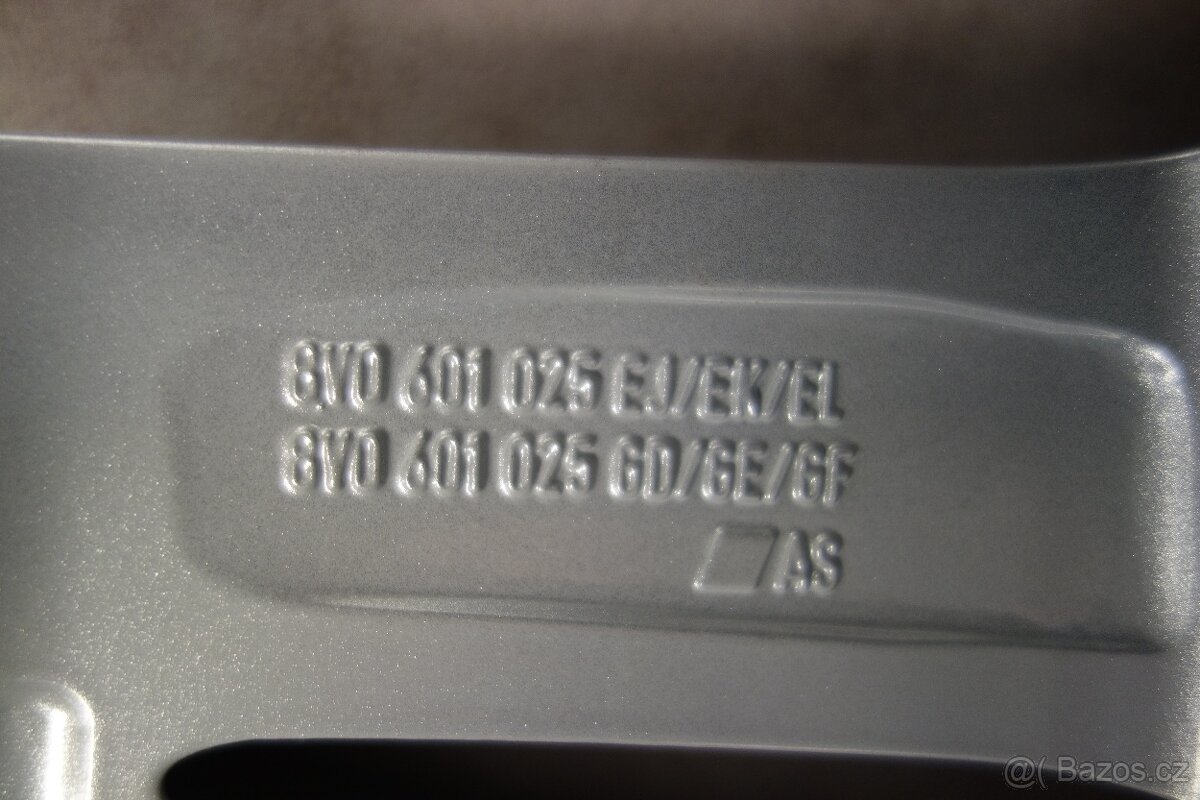 8V0 601 025 EJ/EK/EL
8V0 601 025 GD/GE/GF
/AS
@( Bazos.cz